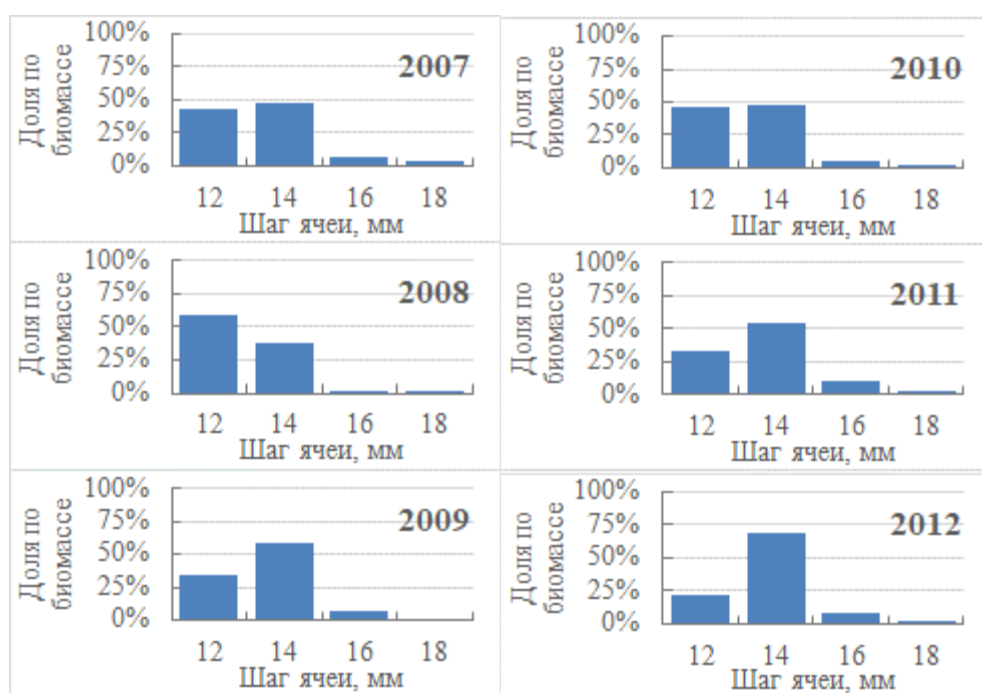 100%
75%
50%
25%
0%
Доля по
биомассе
2007
12 14 16 18
Шаг ячеи, мм
100%
75%
50%
25%
0%
Доля по
биомассе
2010
12 14 16 18
Шаг ячеи, мм
100%
75%
50%
25%
0%
Доля по
биомассе
2008
12 14 16 18
Шаг ячеи, мм
100%
75%
50%
25%
0%
Доля по
биомассе
2011
12 14 16 18
Шаг ячеи, мм
100%
75%
50%
25%
0%
Доля по
биомассе
2009
12 14 16 18
Шаг ячеи, мм
100%
75%
50%
25%
0%
Доля по
биомассе
2012
12 14 16 18
Шаг ячеи, мм